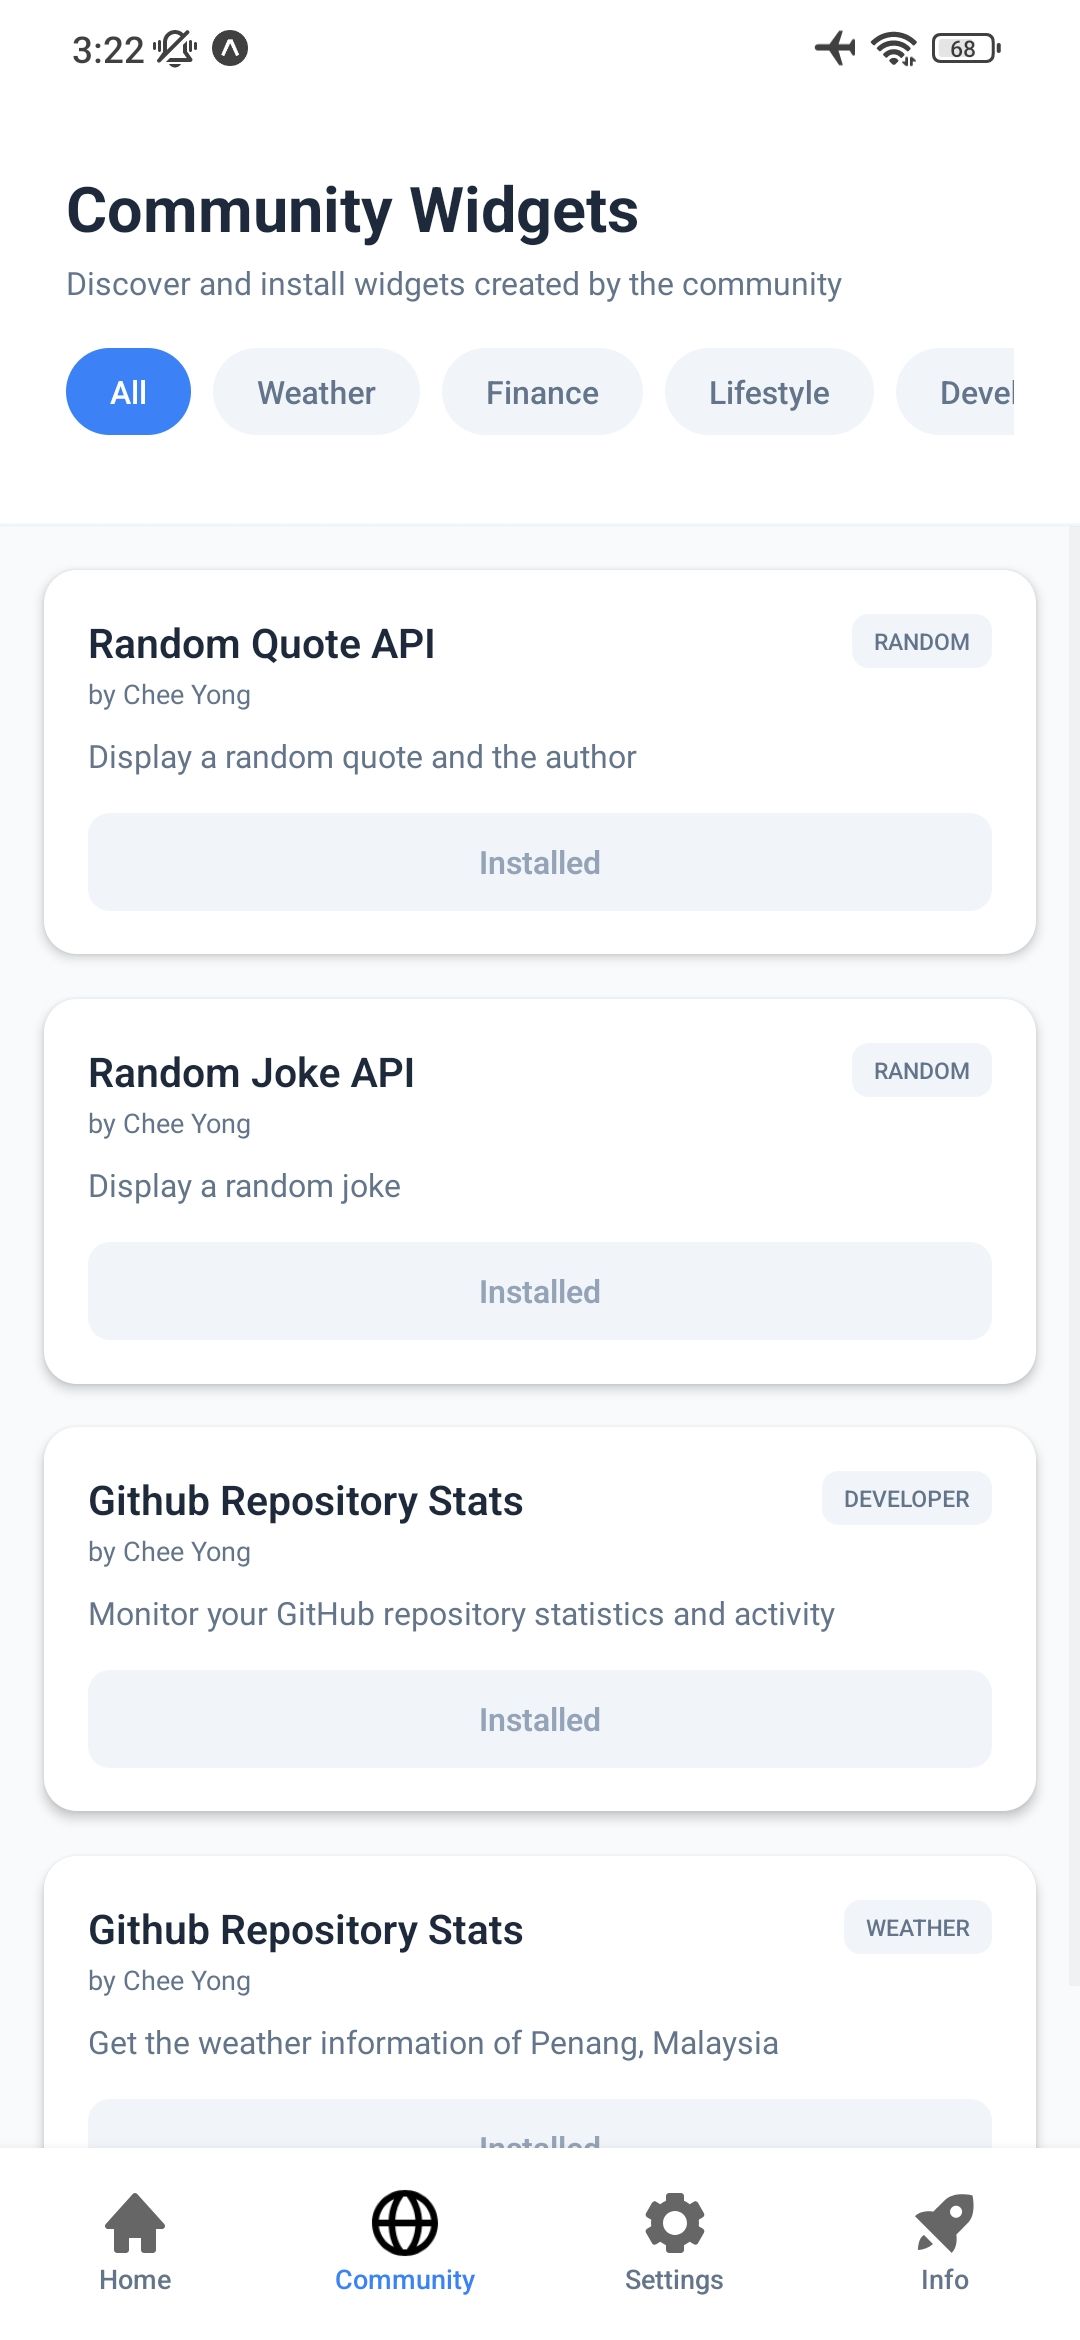 3:22
68
Community Widgets
Discover and install widgets created by the community
All Weather Finance Lifestyle Devel
Random Quote API RANDOM
by Chee Yong
Display a random quote and the author
Installed
Random Joke API RANDOM
by Chee Yong
Display a random joke
Installed
Github Repository Stats DEVELOPER
by Chee Yong
Monitor your GitHub repository statistics and activity
Installed
Github Repository Stats WEATHER
by Chee Yong
Get the weather information of Penang, Malaysia
Installed
Home Community Settings Info